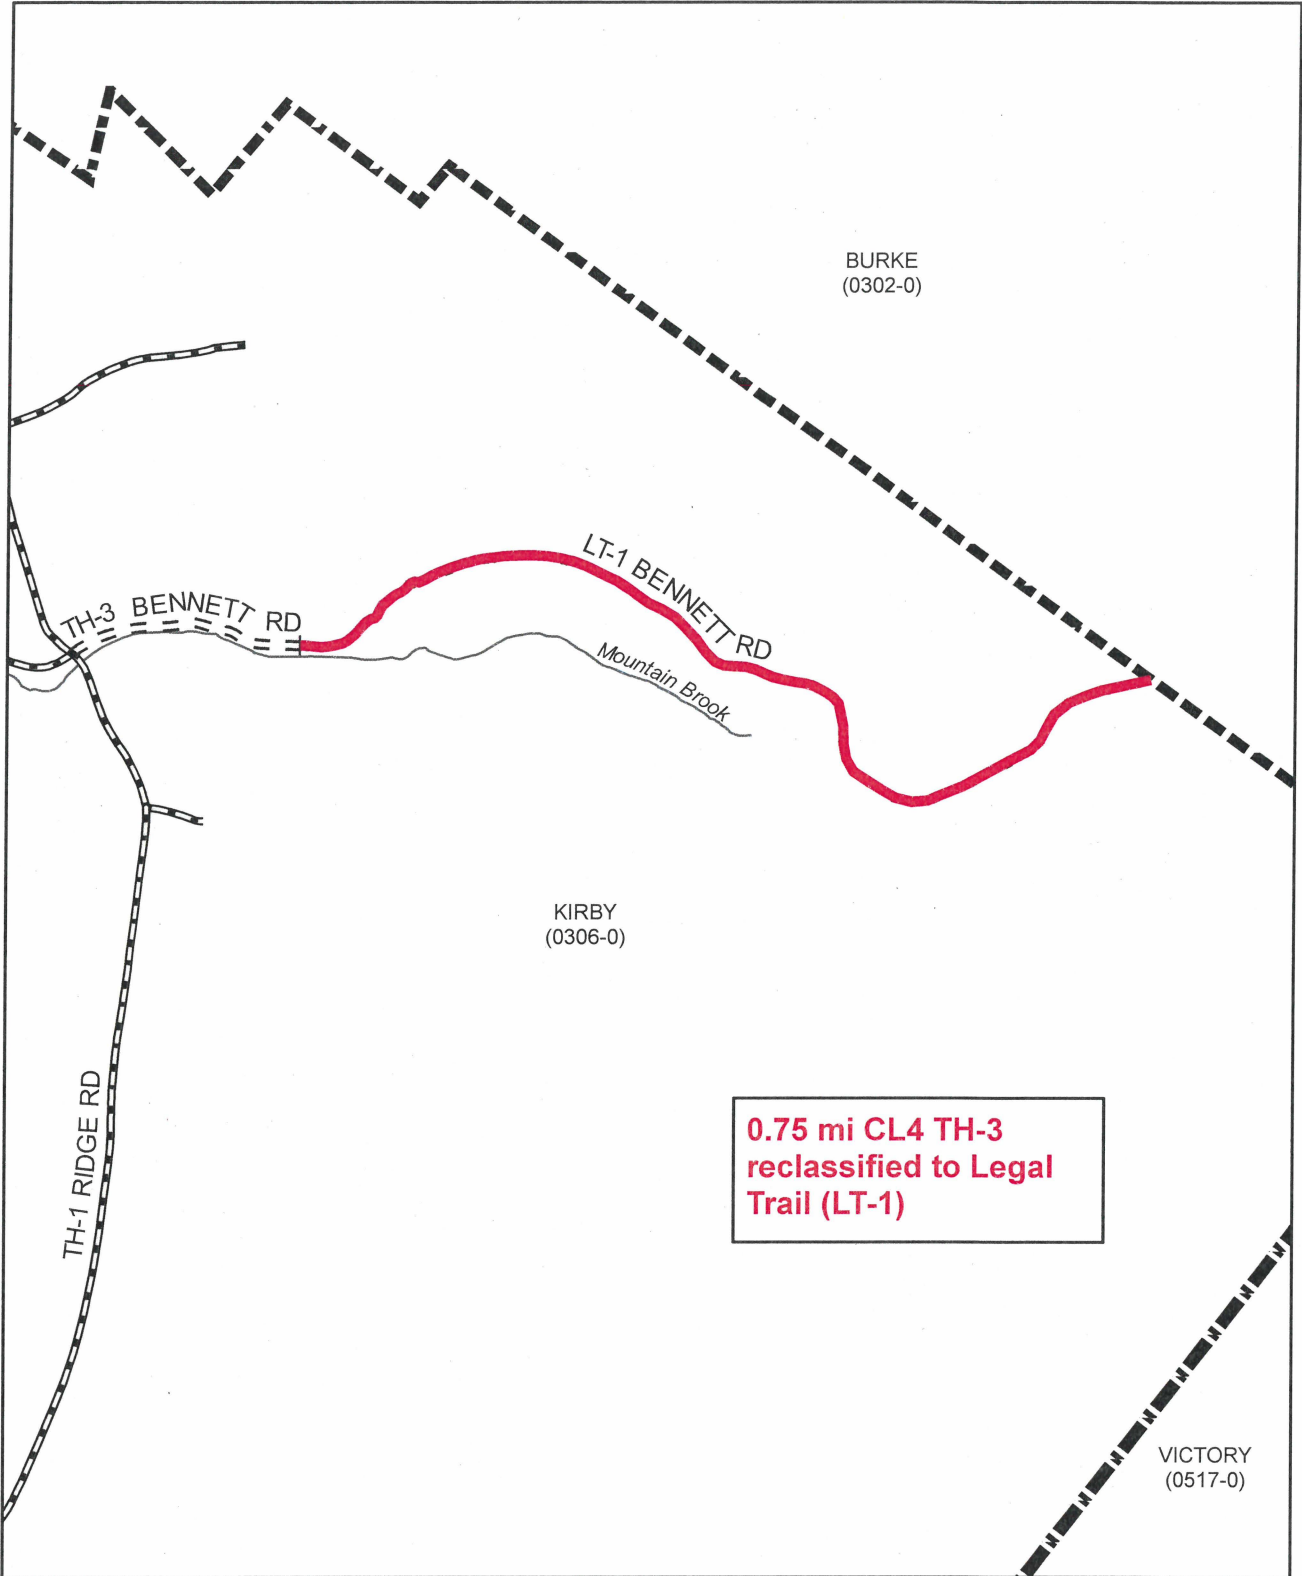 BURKE
(0302-0)
LT-1 BENNETT RD
TH-3 BENNETT RD
Mountain Brook
KIRBY
(0306-0)
TH-1 RIDGE RD
0.75 mi CL4 TH-3
reclassified to Legal
Trail (LT-1)
VICTORY
(0517-0)